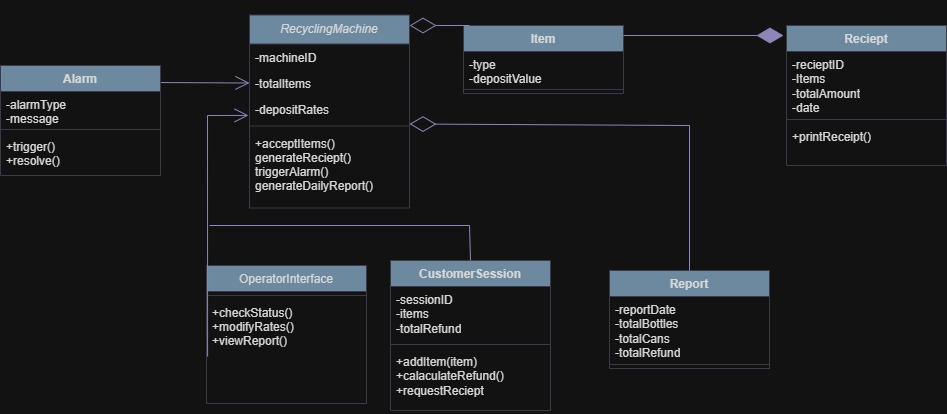 RecyclingMachine
-machineID
-totalItems
-depositRates
+acceptItems()
generateReciept()
triggerAlarm()
generateDailyReport()
Item
-type
-depositValue
Reciept
-recieptID
-Items
-totalAmount
-date
+printReceipt()
Alarm
-alarmType
-message
+trigger()
+resolve()
OperatorInterface
+checkStatus()
+modifyRates()
+viewReport()
CustomerSession
-sessionID
-items
-totalRefund
+addItem(item)
+calaculateRefund()
+requestReciept
Report
-reportDate
-totalBottles
-totalCans
-totalRefund